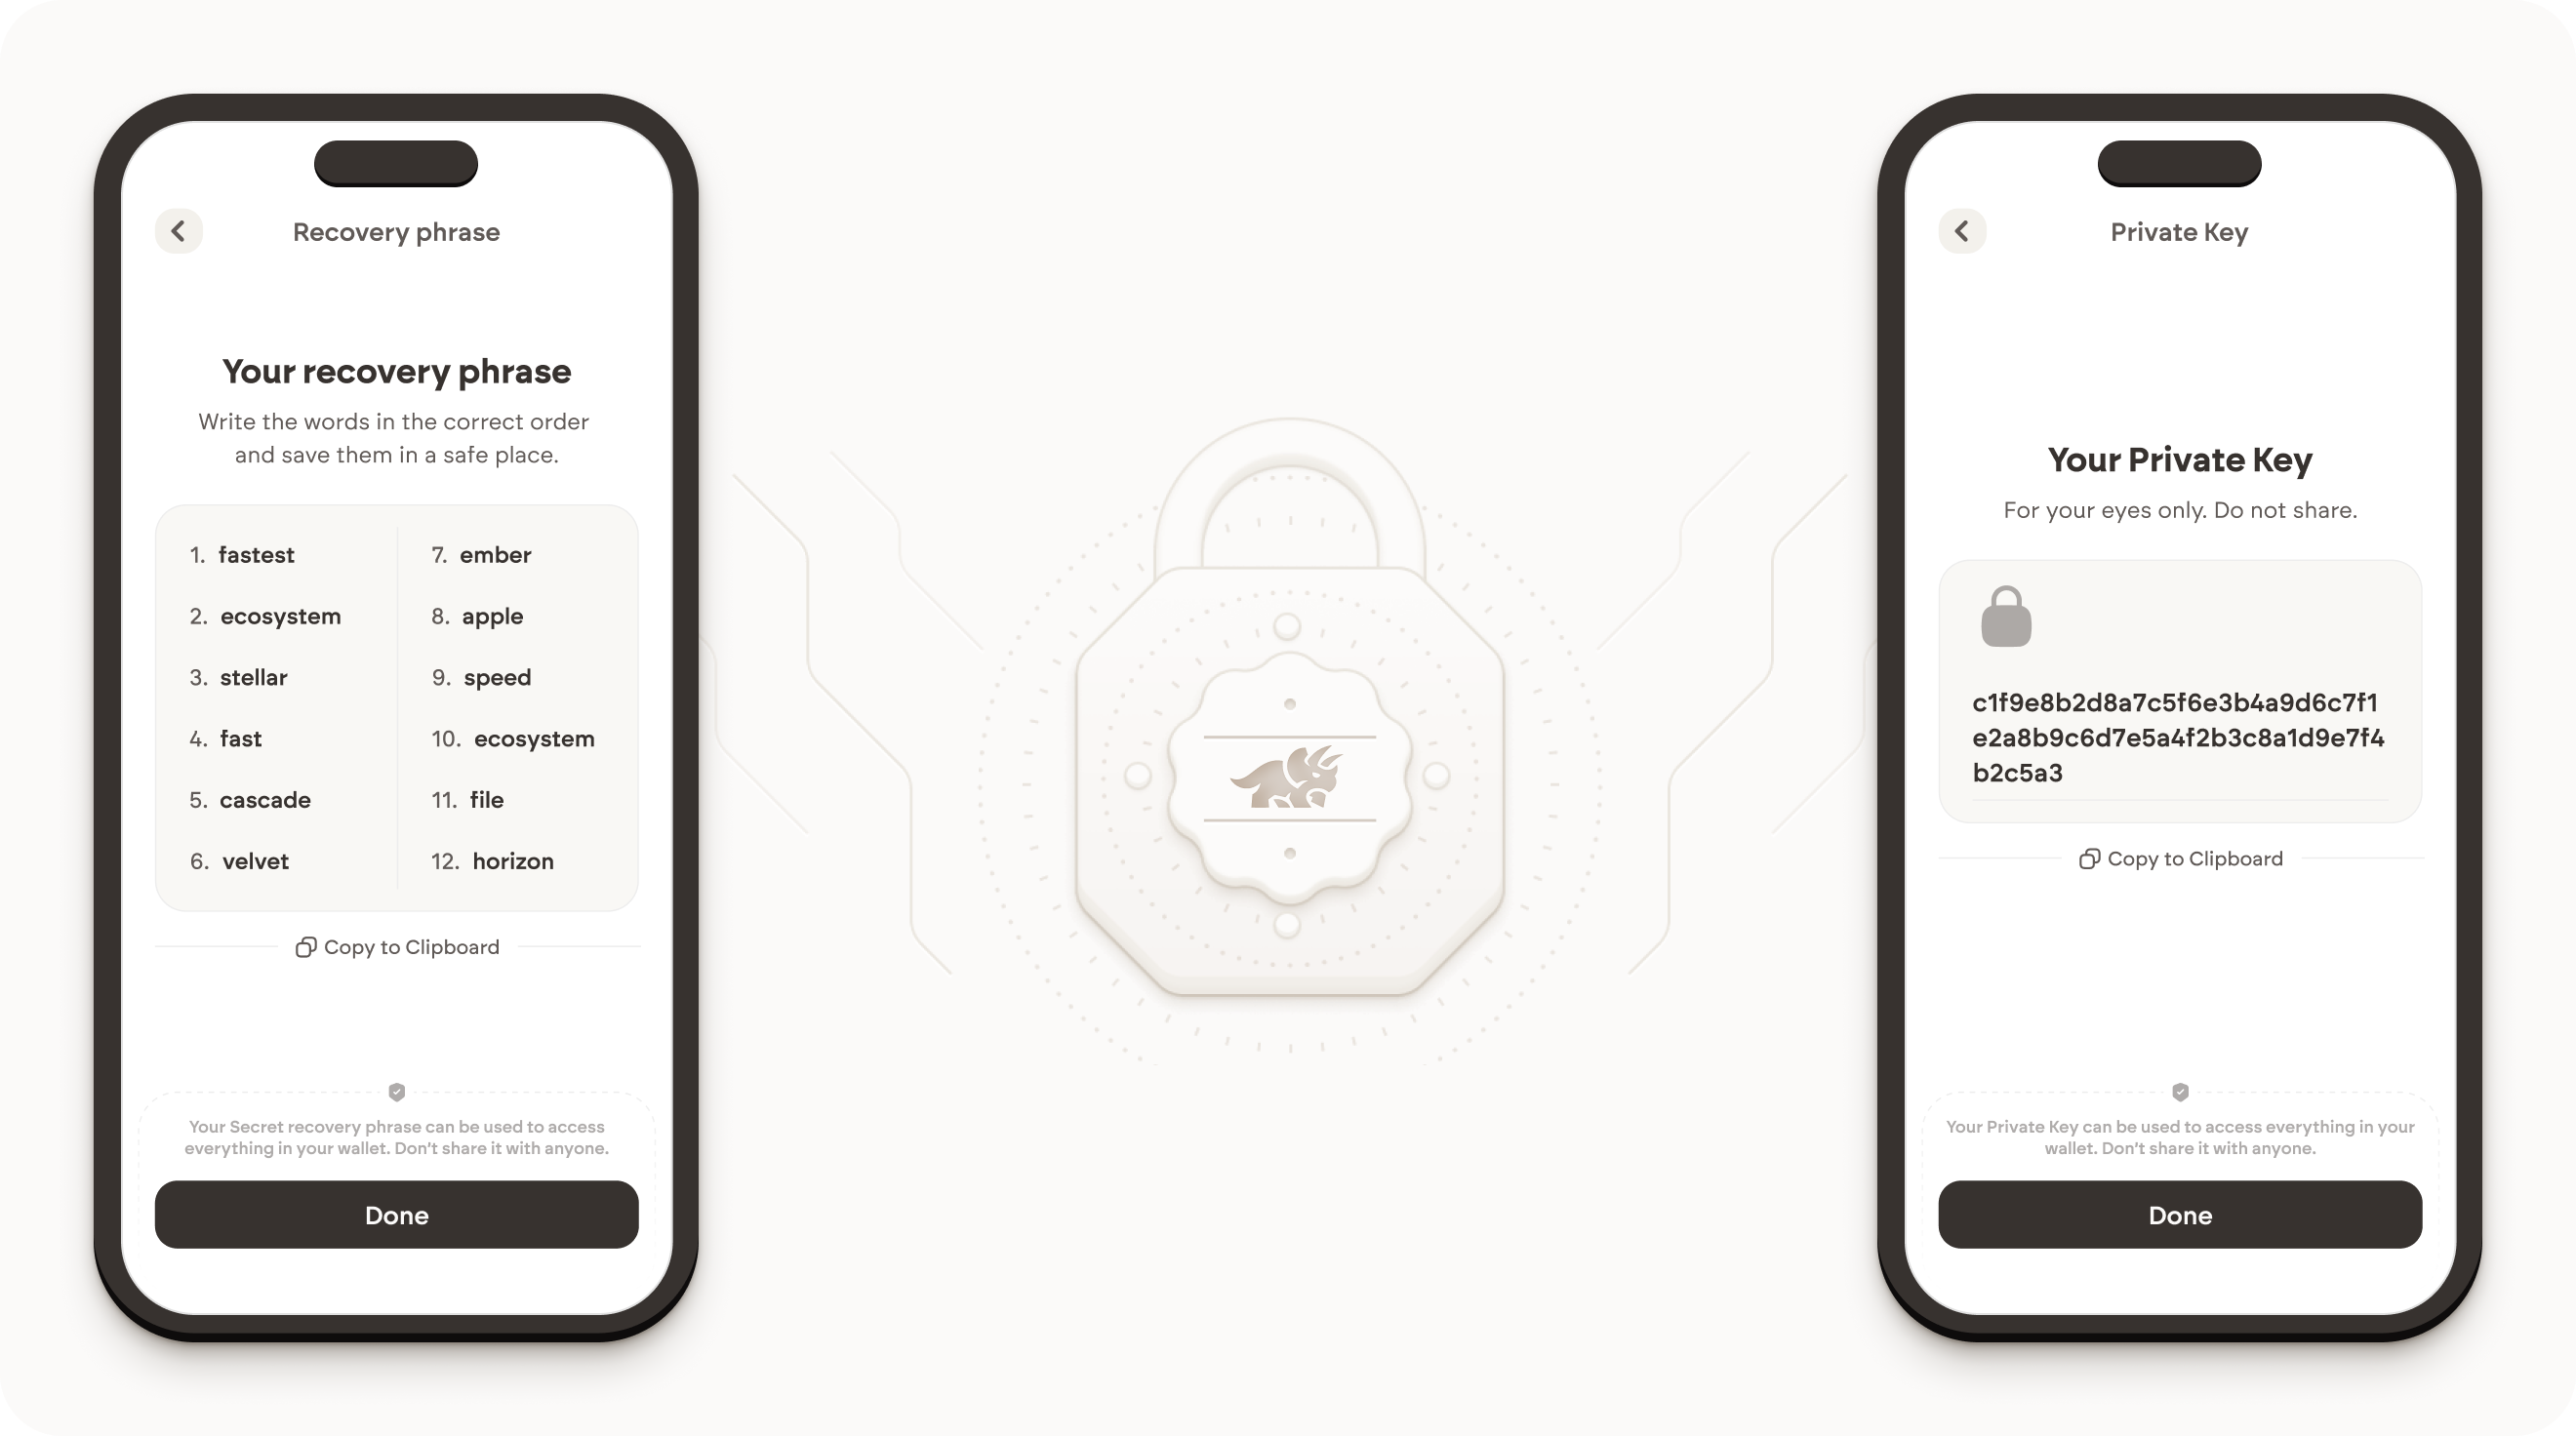 Recovery phrase
Your recovery phrase
Write the words in the correct order
and save them in a safe place.
1. fastest
2. ecosystem
3. stellar
4. fast
5. cascade
6. velvet
7. ember
8. apple
9. speed
10. ecosystem
11. file
12. horizon
Copy to Clipboard
Your Secret recovery phrase can be used to access
everything in your wallet. Don't share it with anyone.
Done
Private Key
Your Private Key
For your eyes only. Do not share.
c1f9e8b2d8a7c5f6e3b4a9d6c7f1
e2a8b9c6d7e5a4f2b3c8a1d9e7f4
b2c5a3
Copy to Clipboard
Your Private Key can be used to access everything in your
wallet. Don't share it with anyone.
Done